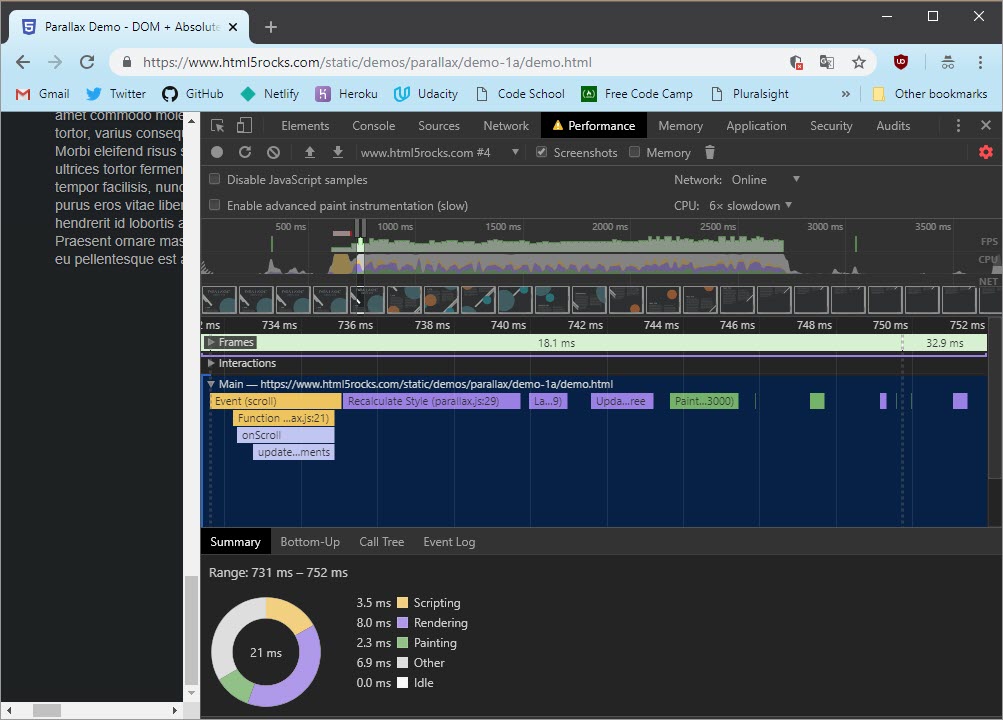 Parallax Demo - DOM + Absolute
https://www.html5rocks.com/static/demos/parallax/demo-1a/demo.html
Gmail Twitter GitHub Netlify Heroku Udacity Code School Free Code Camp Pluralsight » Other bookmarks
amet commodo mole
tortor, varius consequ
Morbi eleifend risus s
ultrices tortor fermen
tempor facilisis, nunc
purus eros vitae liber
hendrerit id lobortis a
Praesent ornare mas
eu pellentesque est a
Elements Console Sources Network Performance Memory Application Security Audits
www.html5rocks.com #4 Screenshots Memory
Disable JavaScript samples Network: Online
Enable advanced paint instrumentation (slow) CPU: 6× slowdown
500 ms 1000 ms 1500 ms 2000 ms 2500 ms 3000 ms 3500 ms
FPS
CPU
NET
2 ms 734 ms 736 ms 738 ms 740 ms 742 ms 744 ms 746 ms 748 ms 750 ms 752 ms
Frames 18.1 ms 32.9 ms
Interactions
Main — https://www.html5rocks.com/static/demos/parallax/demo-1a/demo.html
Event (scroll) Recalculate Style (parallax.js:29) La...9) Upda...ree Paint...3000)
Function ...ax.js:21)
onScroll
update...ments
Summary Bottom-Up Call Tree Event Log
Range: 731 ms – 752 ms
3.5 ms Scripting
8.0 ms Rendering
21 ms
2.3 ms Painting
6.9 ms Other
0.0 ms Idle